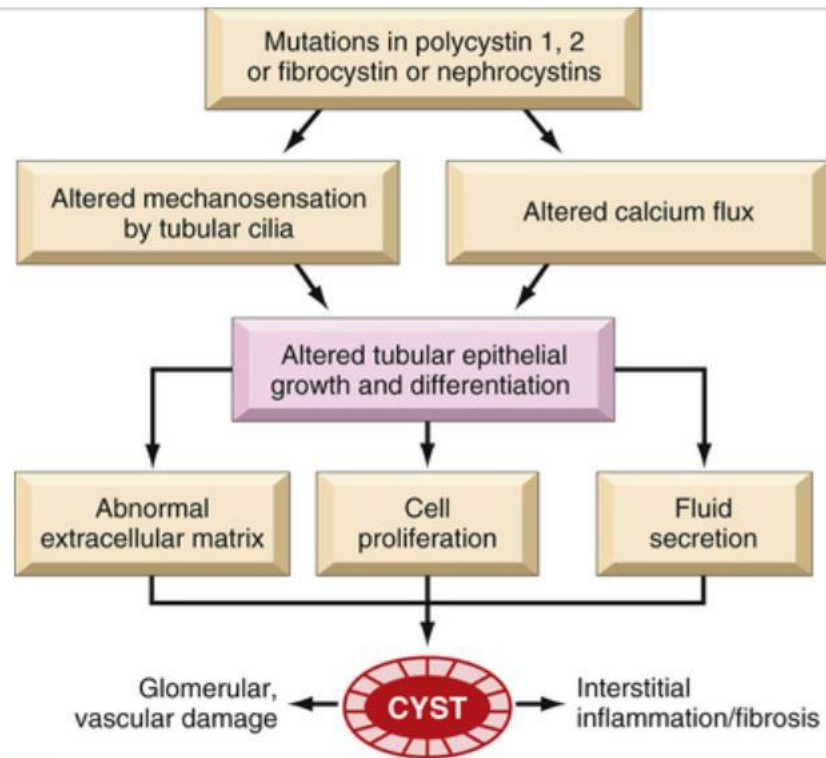 Mutations in polycystin 1, 2
or fibrocystin or nephrocystins
Altered mechanosensation
by tubular cilia
Altered calcium flux
Altered tubular epithelial
growth and differentiation
Abnormal
extracellular matrix
Cell
proliferation
Fluid
secretion
Glomerular,
vascular damage
CYST
Interstitial
inflammation/fibrosis